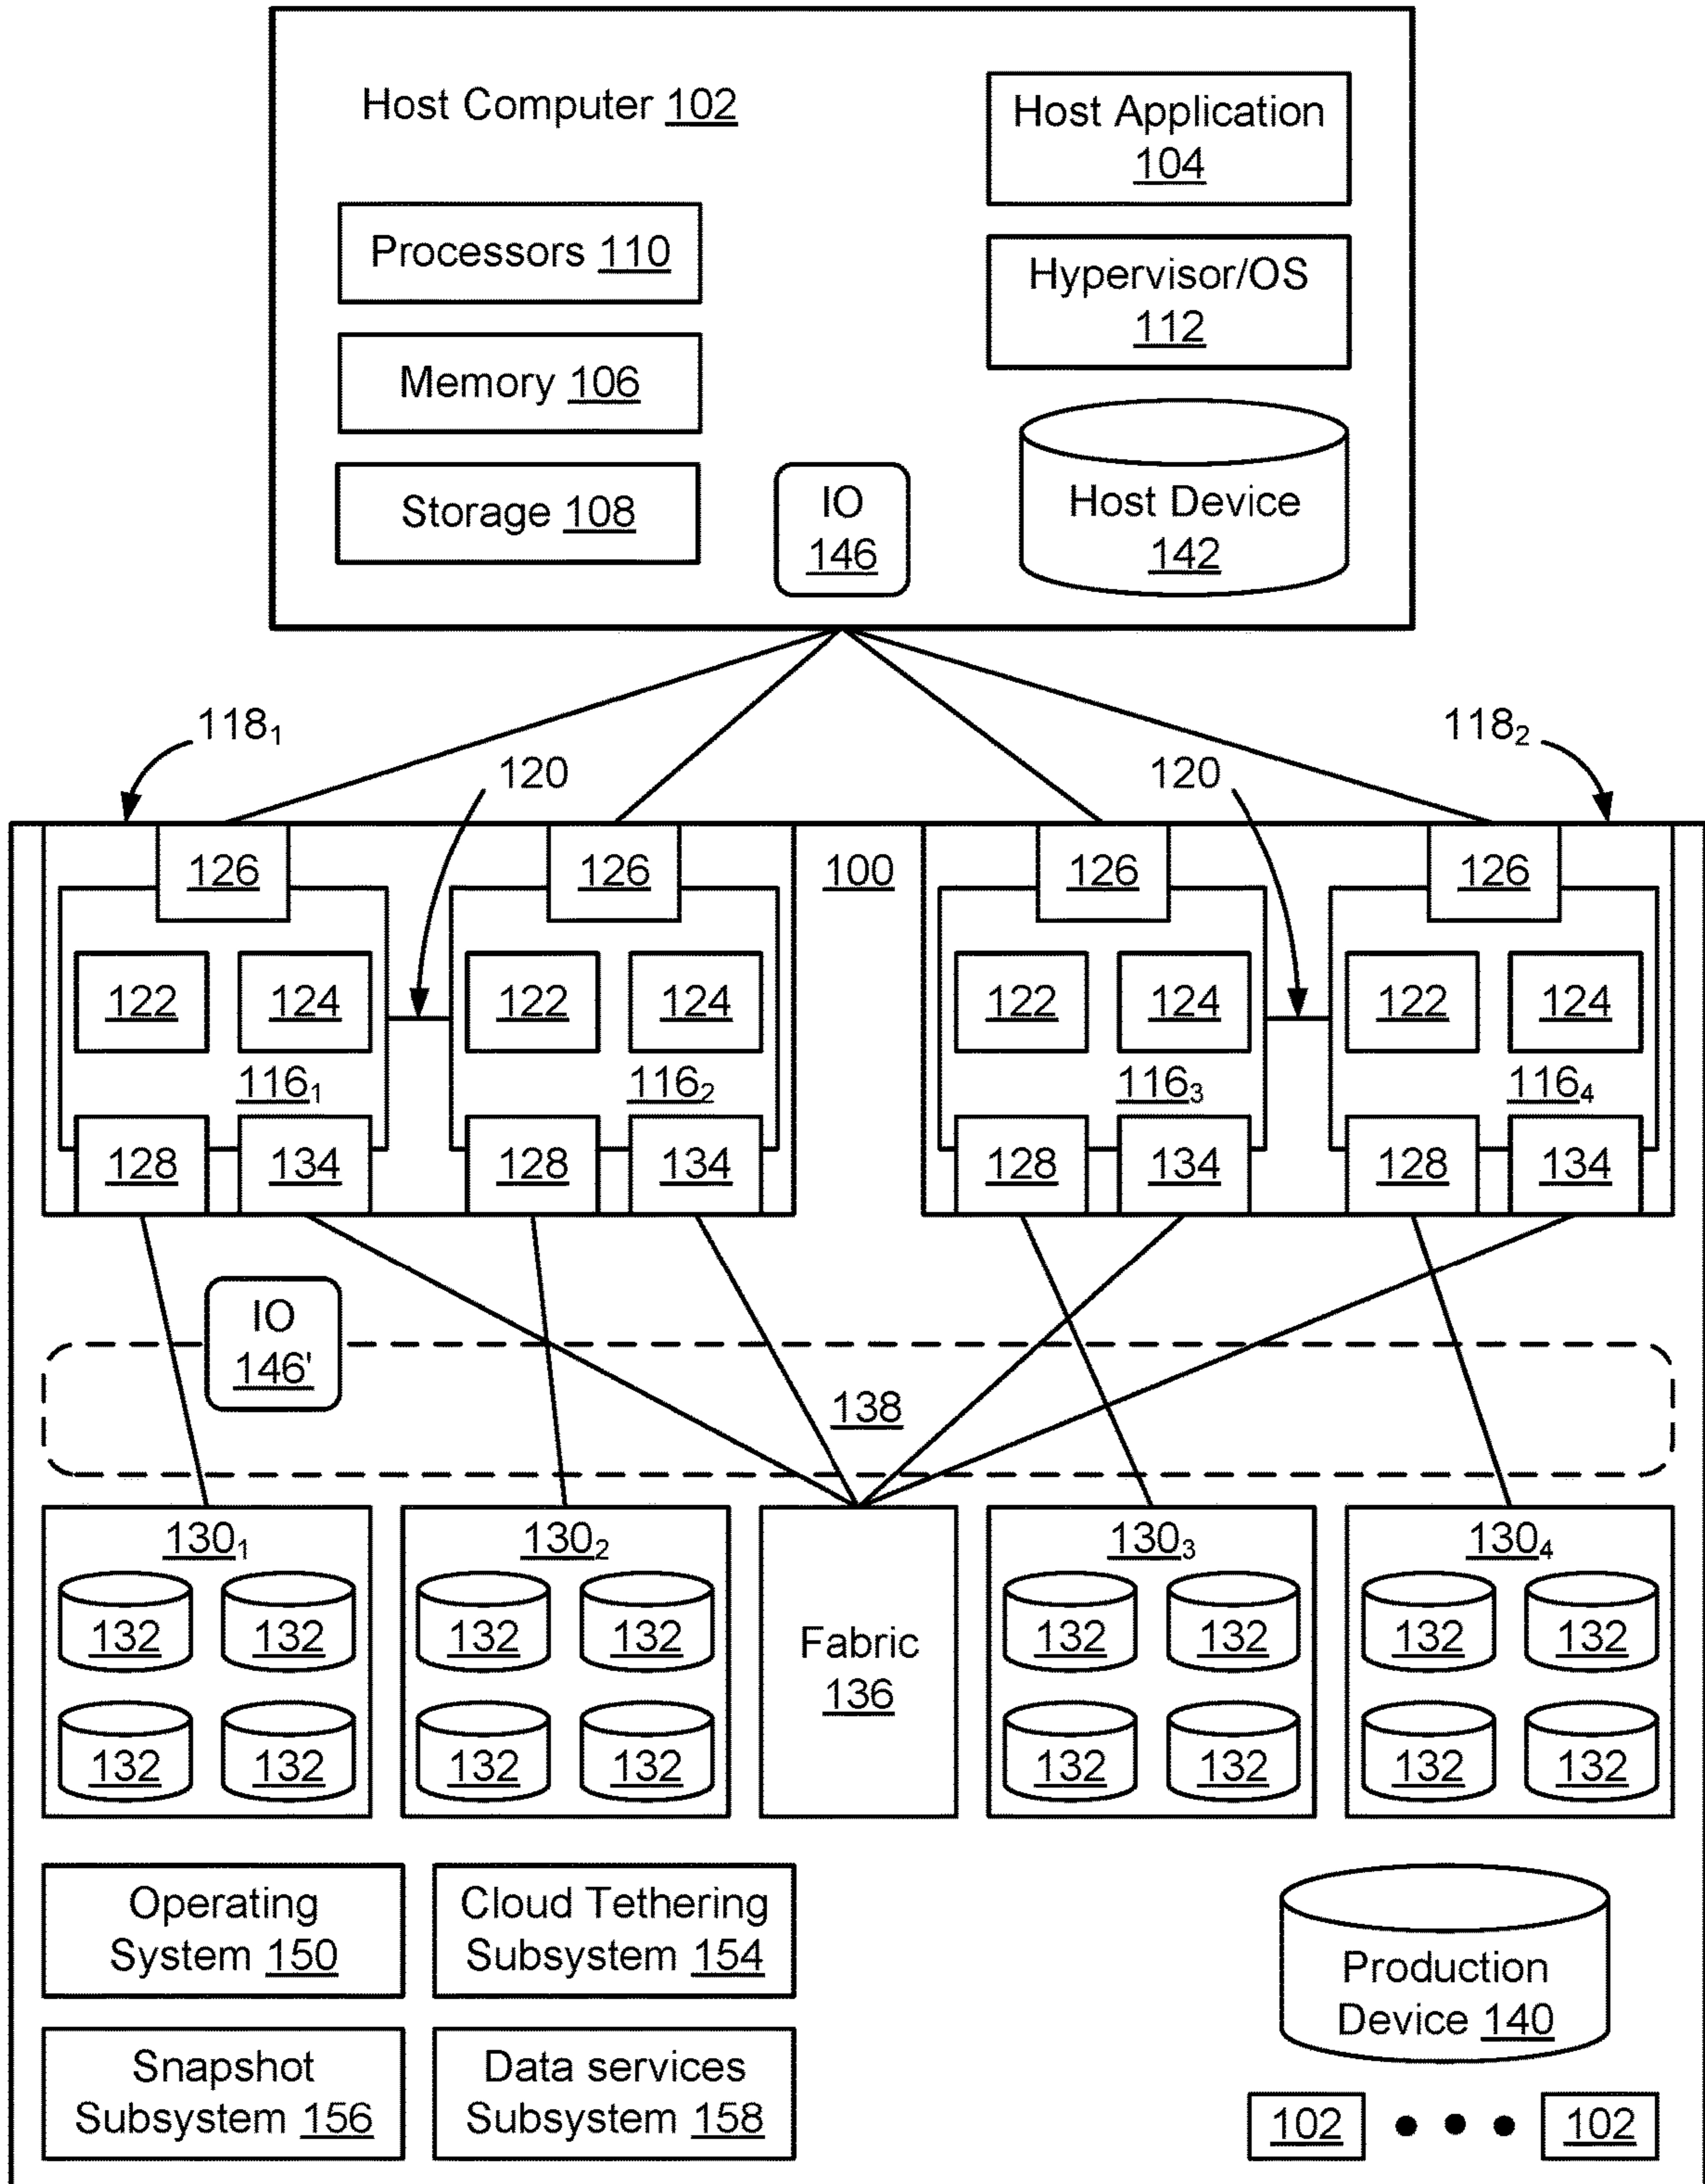 Host Computer 102
Host Application
104
Processors 110
Hypervisor/OS
112
Memory 106
Storage 108
IO
146
Host Device
142
118₁
120
120
118₂
126
126
100
126
126
122
124
122
124
122
124
122
124
116₁
116₂
116₃
116₄
128
134
128
134
128
134
128
134
IO
146'
138
130₁
130₂
130₃
130₄
132
132
132
132
Fabric
136
132
132
132
132
132
132
132
132
132
132
132
132
Operating
System 150
Cloud Tethering
Subsystem 154
Production
Device 140
Snapshot
Subsystem 156
Data services
Subsystem 158
102
• • •
102